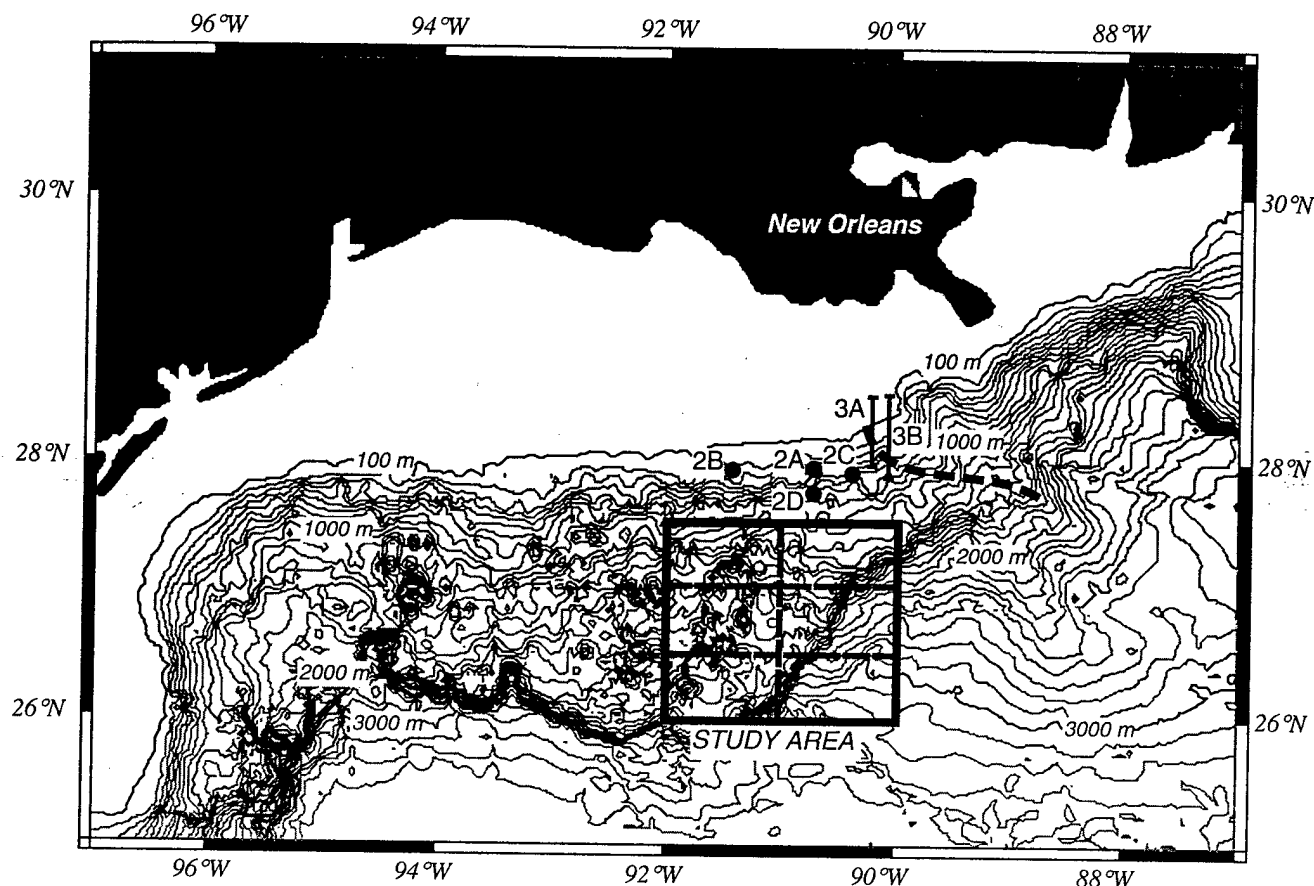 96°W 94°W 92°W 90°W 88°W
30°N 30°N
New Orleans
100 m
3A
3B 1000 m
28°N 100 m 2B 2A 2C 28°N
2D
1000 m
2000 m
2000 m
26°N 3000 m 3000 m 26°N
STUDY AREA
96°W 94°W 92°W 90°W 88°W